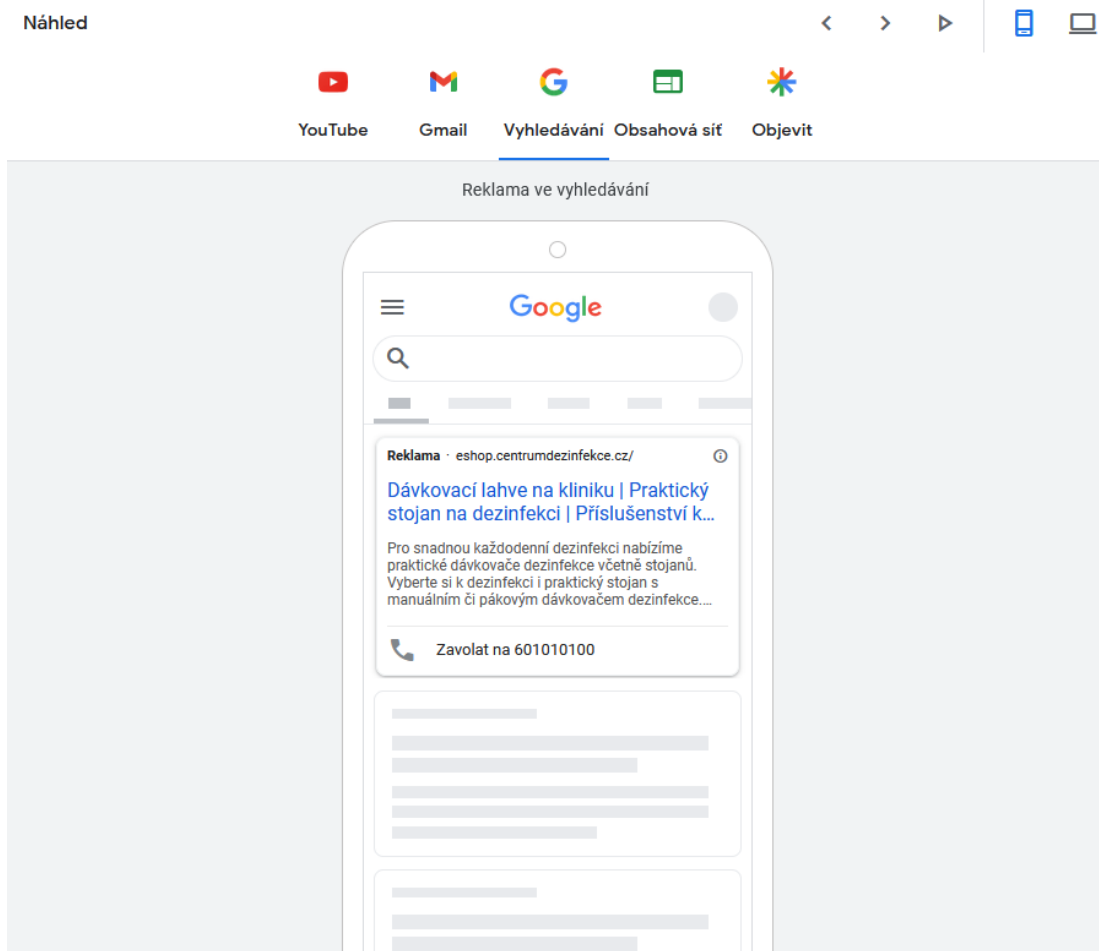 Náhled
YouTube
Gmail
Vyhledávání
Obsahová síť
Objevit
Reklama ve vyhledávání
Google
Reklama · eshop.centrumdezinfekce.cz/
Dávkovací lahve na kliniku | Praktický
stojan na dezinfekci | Příslušenství k...
Pro snadnou každodenní dezinfekci nabízíme
praktické dávkovače dezinfekce včetně stojanů.
Vyberte si k dezinfekci i praktický stojan s
manuálním či pákovým dávkovačem dezinfekce....
Zavolat na 601010100